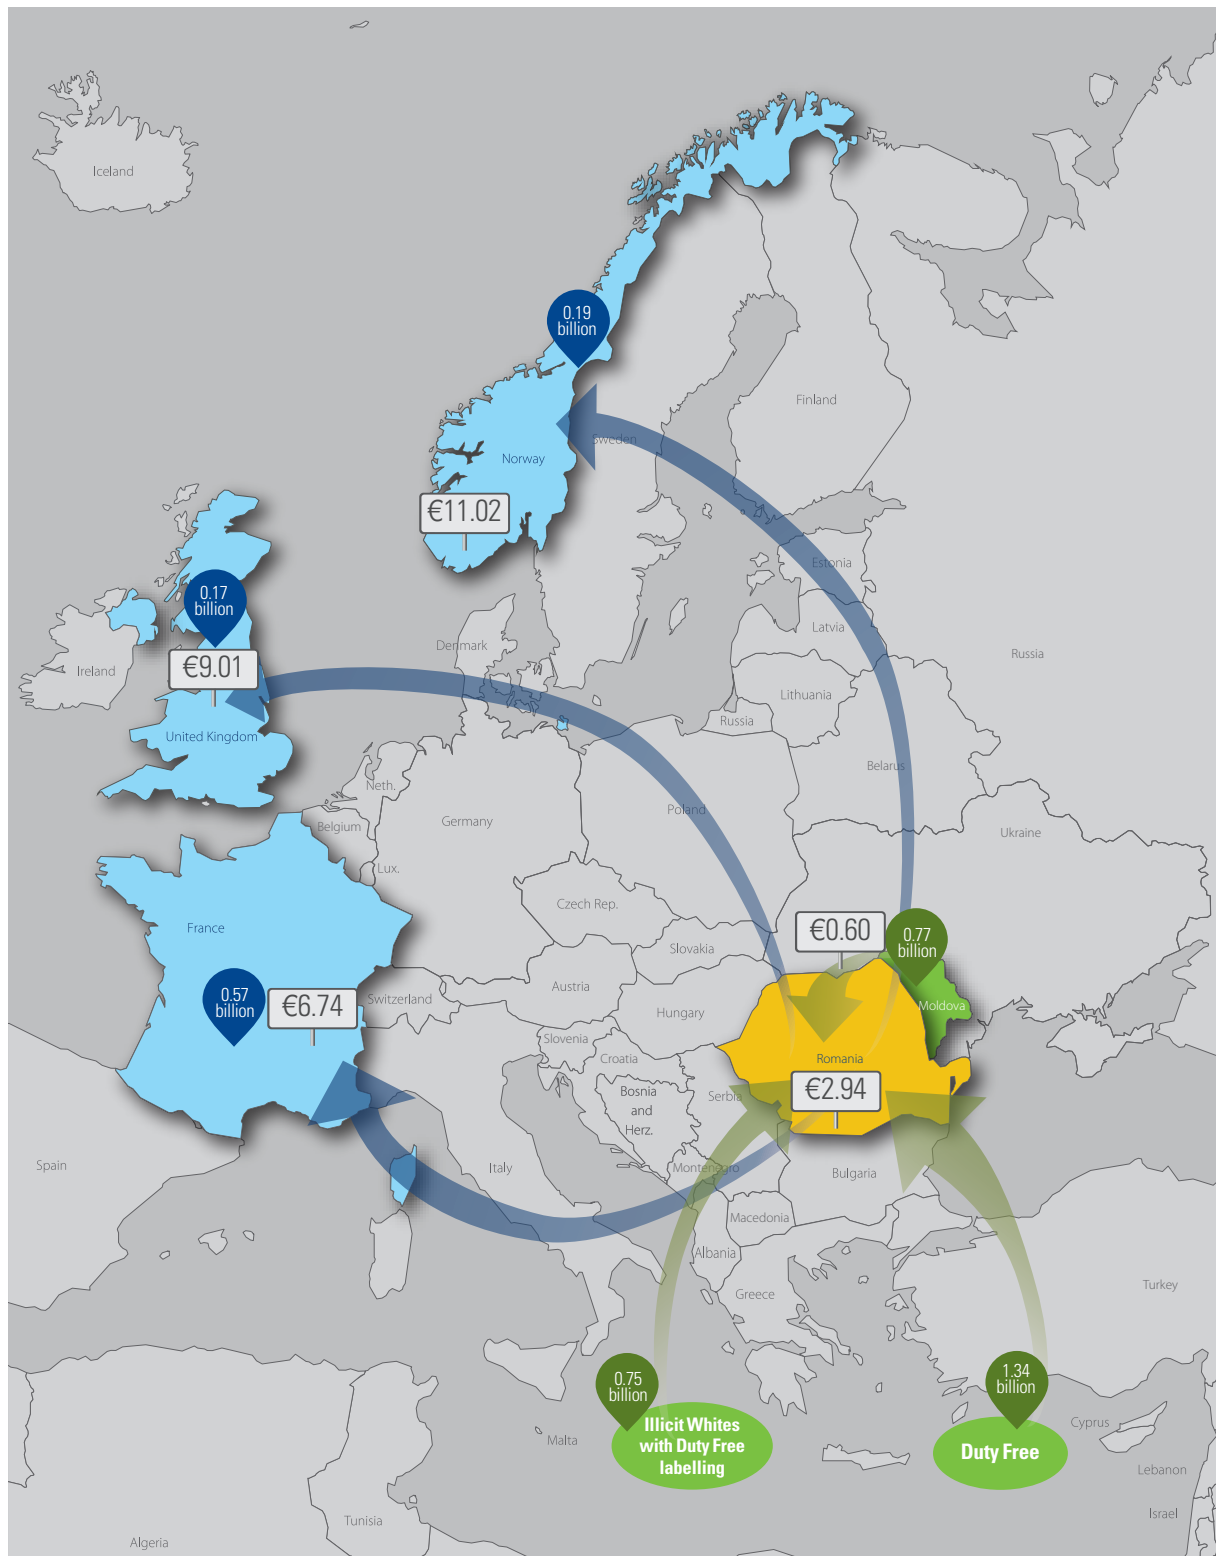 Iceland
0.19
billion
Finland
Sweden
Norway
€11.02
Estonia
0.17
billion
Latvia
Denmark
Russia
Ireland
€9.01
Lithuania
Russia
United Kingdom
Belarus
Neth.
Poland
Belgium
Germany
Ukraine
Lux.
Czech Rep.
France
€0.60
0.77
billion
Slovakia
0.57
billion
€6.74
Switzerland
Austria
Moldova
Hungary
Slovenia
Croatia
Romania
Bosnia
and
Herz.
Serbia
€2.94
Spain
Italy
Montenegro
Bulgaria
Macedonia
Albania
Greece
Turkey
0.75
billion
1.34
billion
Illicit Whites
with Duty Free
labelling
Malta
Cyprus
Duty Free
Lebanon
Israel
Tunisia
Algeria